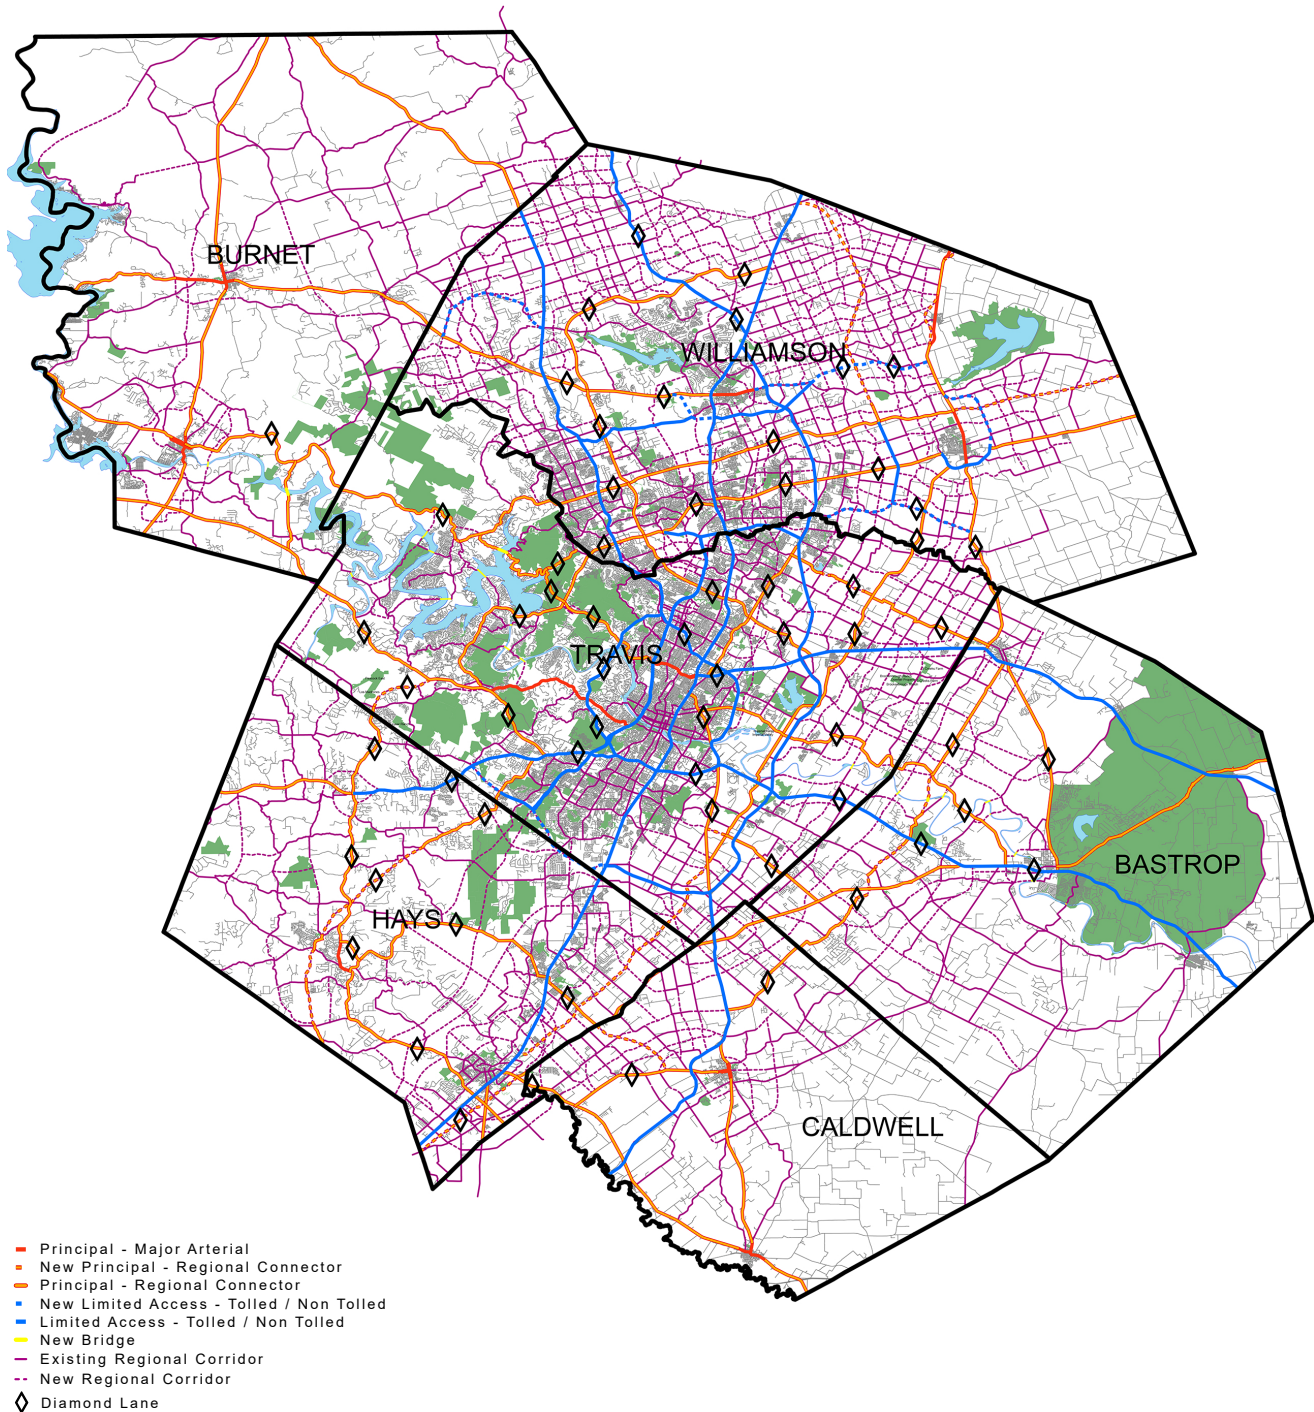 BURNET
WILLIAMSON
TRAVIS
BASTROP
HAYS
CALDWELL
Principal - Major Arterial
New Principal - Regional Connector
Principal - Regional Connector
New Limited Access - Tolled / Non Tolled
Limited Access - Tolled / Non Tolled
New Bridge
Existing Regional Corridor
New Regional Corridor
Diamond Lane